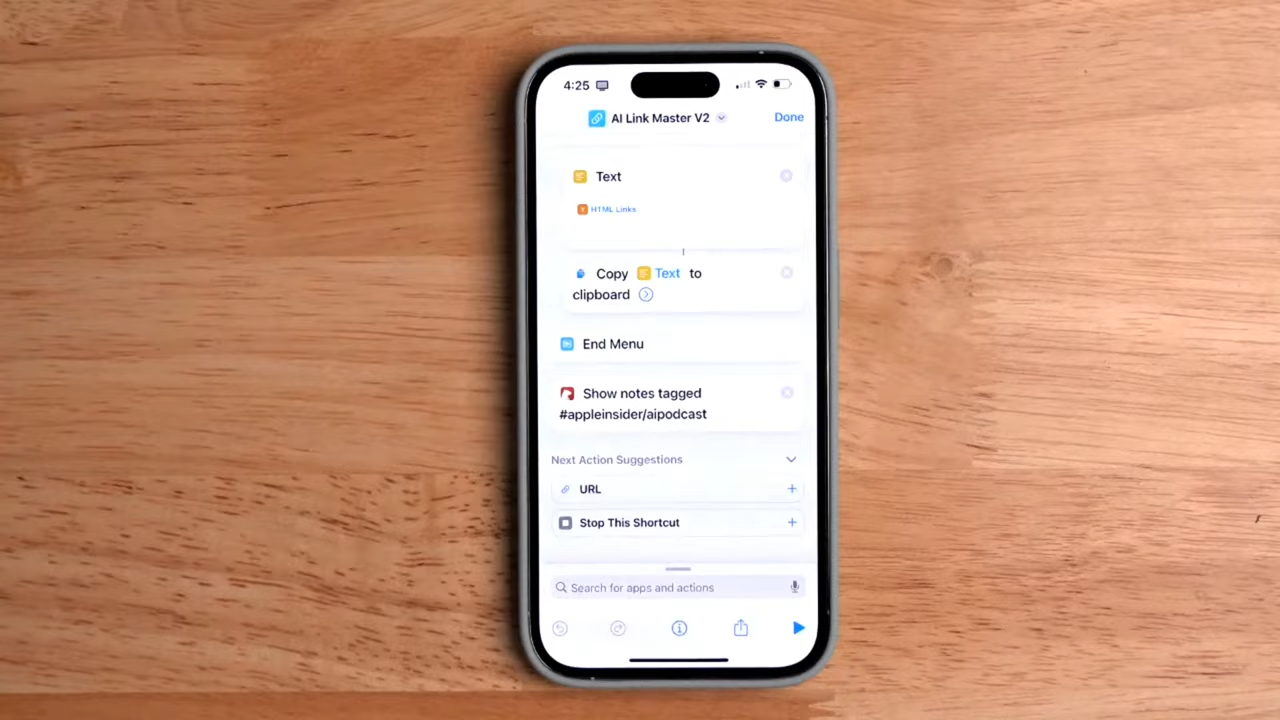 4:25
AI Link Master V2
Done
Text
HTML Links
Copy Text to
clipboard
End Menu
Show notes tagged
#appleinsider/aipodcast
Next Action Suggestions
URL
Stop This Shortcut
Search for apps and actions